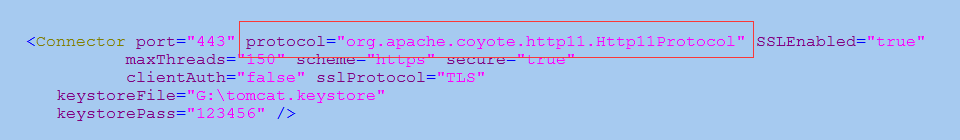 <Connector port="443" protocol="org.apache.coyote.http11.Http11Protocol" SSLEnabled="true"
maxThreads="150" scheme="https" secure="true"
clientAuth="false" sslProtocol="TLS"
keystoreFile="G:\tomcat.keystore"
keystorePass="123456" />